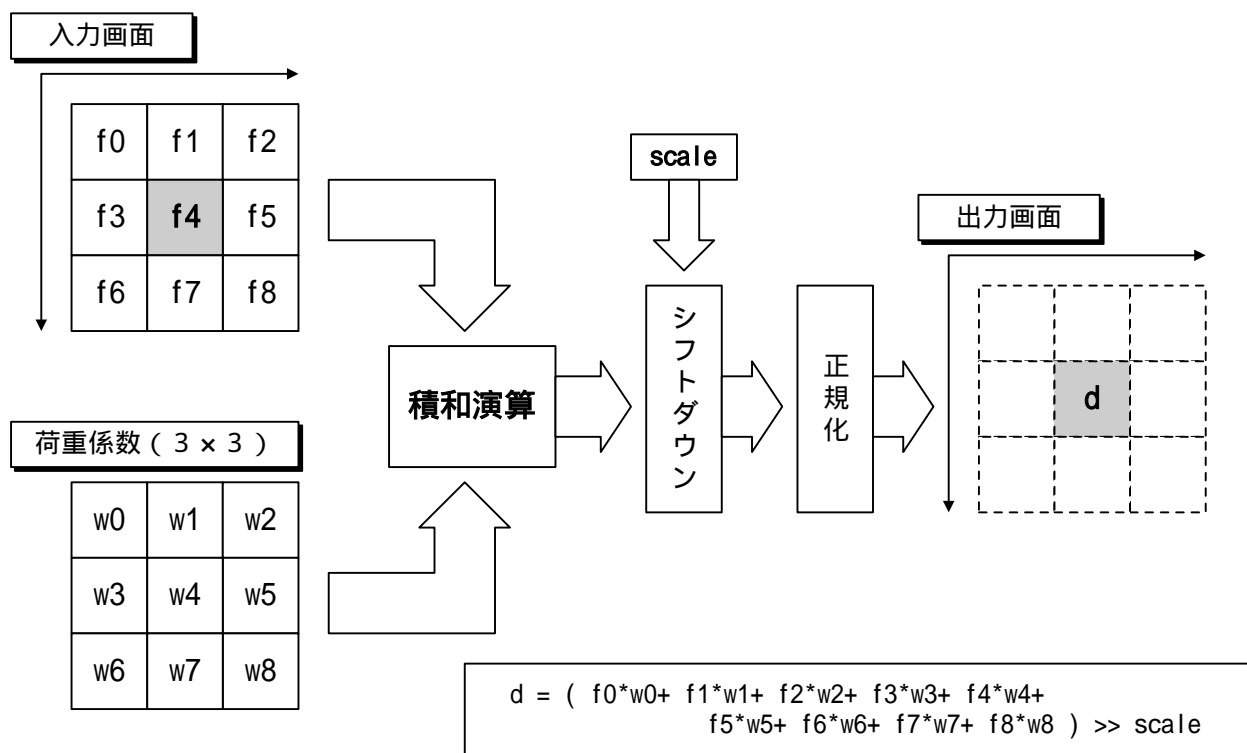 入力画面
f0 f1 f2
f3 f4 f5
f6 f7 f8
荷重係数(3×3)
w0 w1 w2
w3 w4 w5
w6 w7 w8
積和演算
scale
シフトダウン
正規化
出力画面
d
d = ( f0*w0+ f1*w1+ f2*w2+ f3*w3+ f4*w4+
f5*w5+ f6*w6+ f7*w7+ f8*w8 ) >> scale